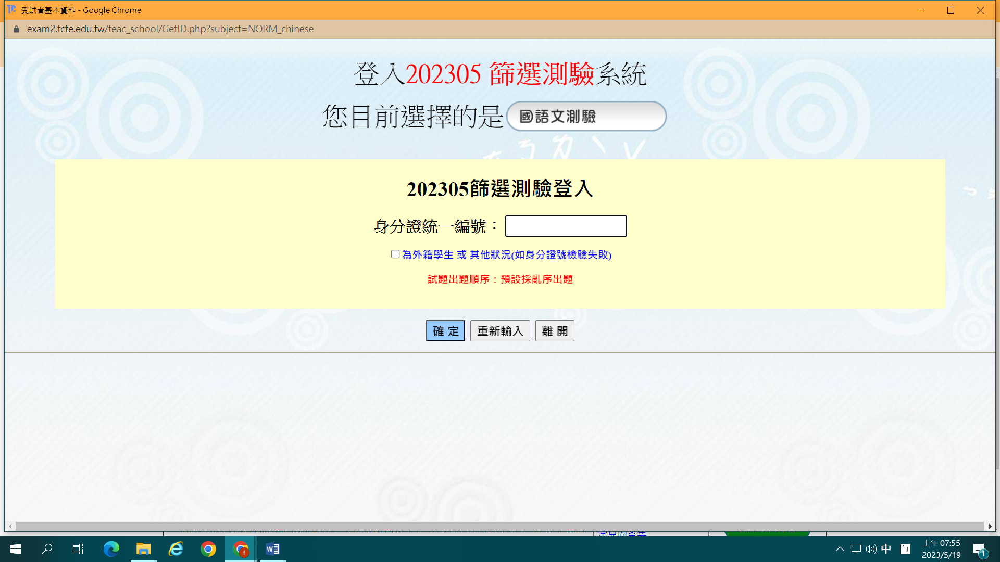 受試者基本資料 - Google Chrome
exam2.tcte.edu.tw/teac_school/GetID.php?subject=NORM_chinese
登入202305 篩選測驗系統
您目前選擇的是 國語文測驗
202305篩選測驗登入
身分證統一編號：
為外籍學生 或 其他狀況(如身分證號檢驗失敗)
試題出題順序：預設採亂序出題
確 定 重新輸入 離 開
中 ㄅ 上午 07:55
2023/5/19 1